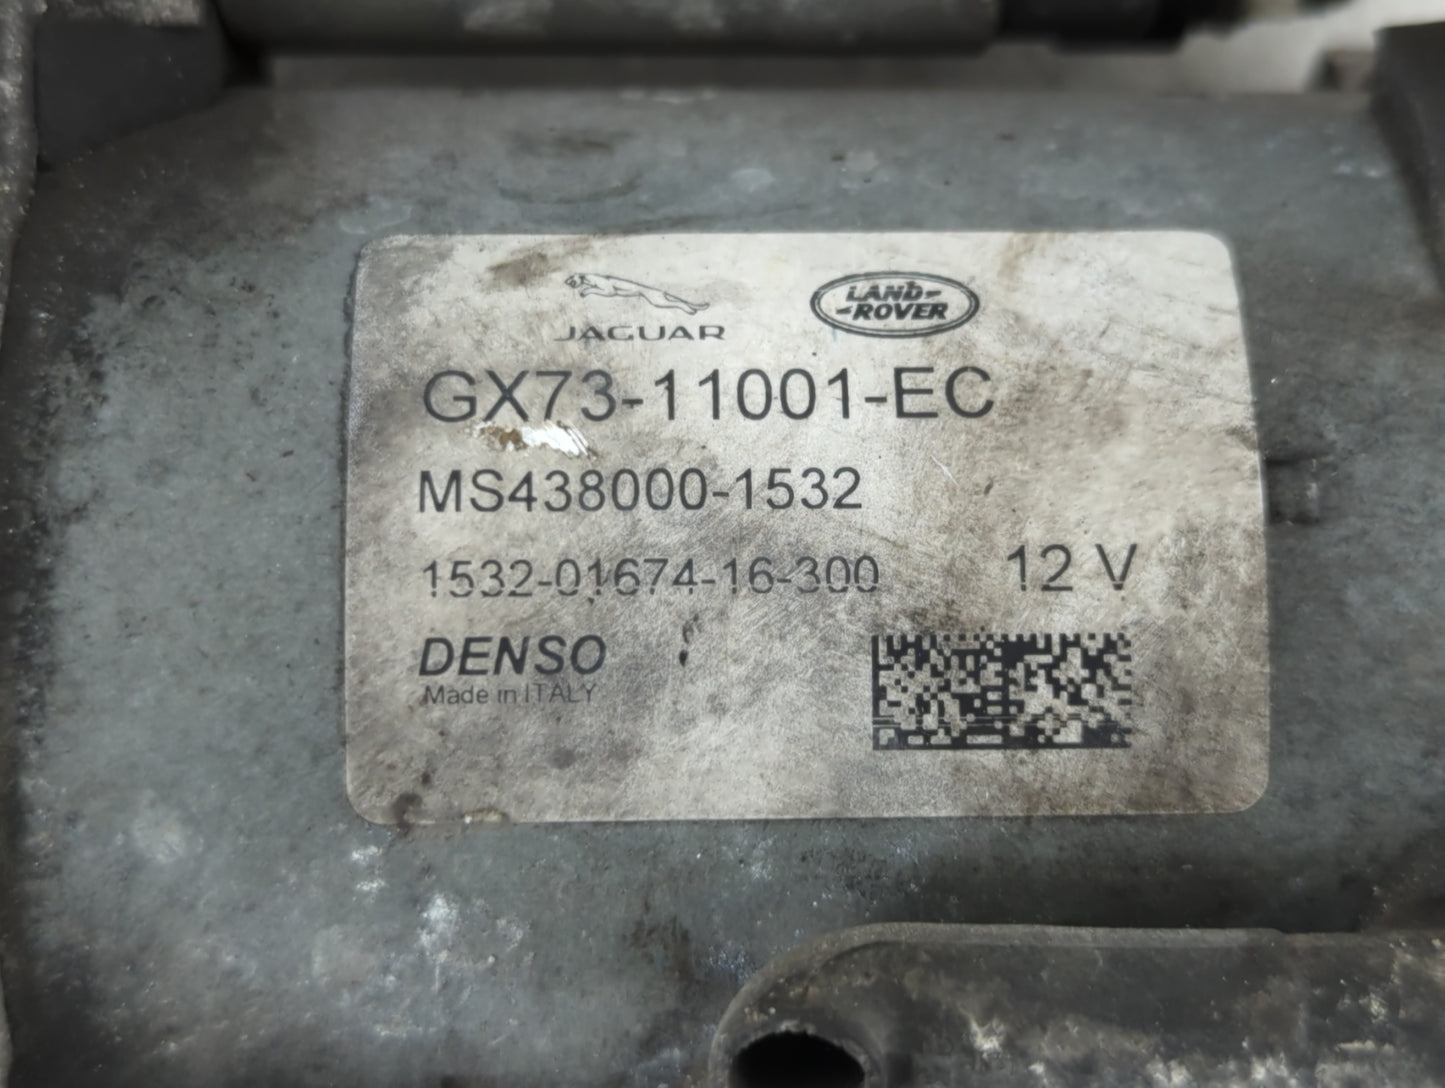 JAGUAR
LAND-
-ROVER
GX73-11001-EC
MS438000-1532
1532-01674-16-300
12 V
DENSO
Made in ITALY